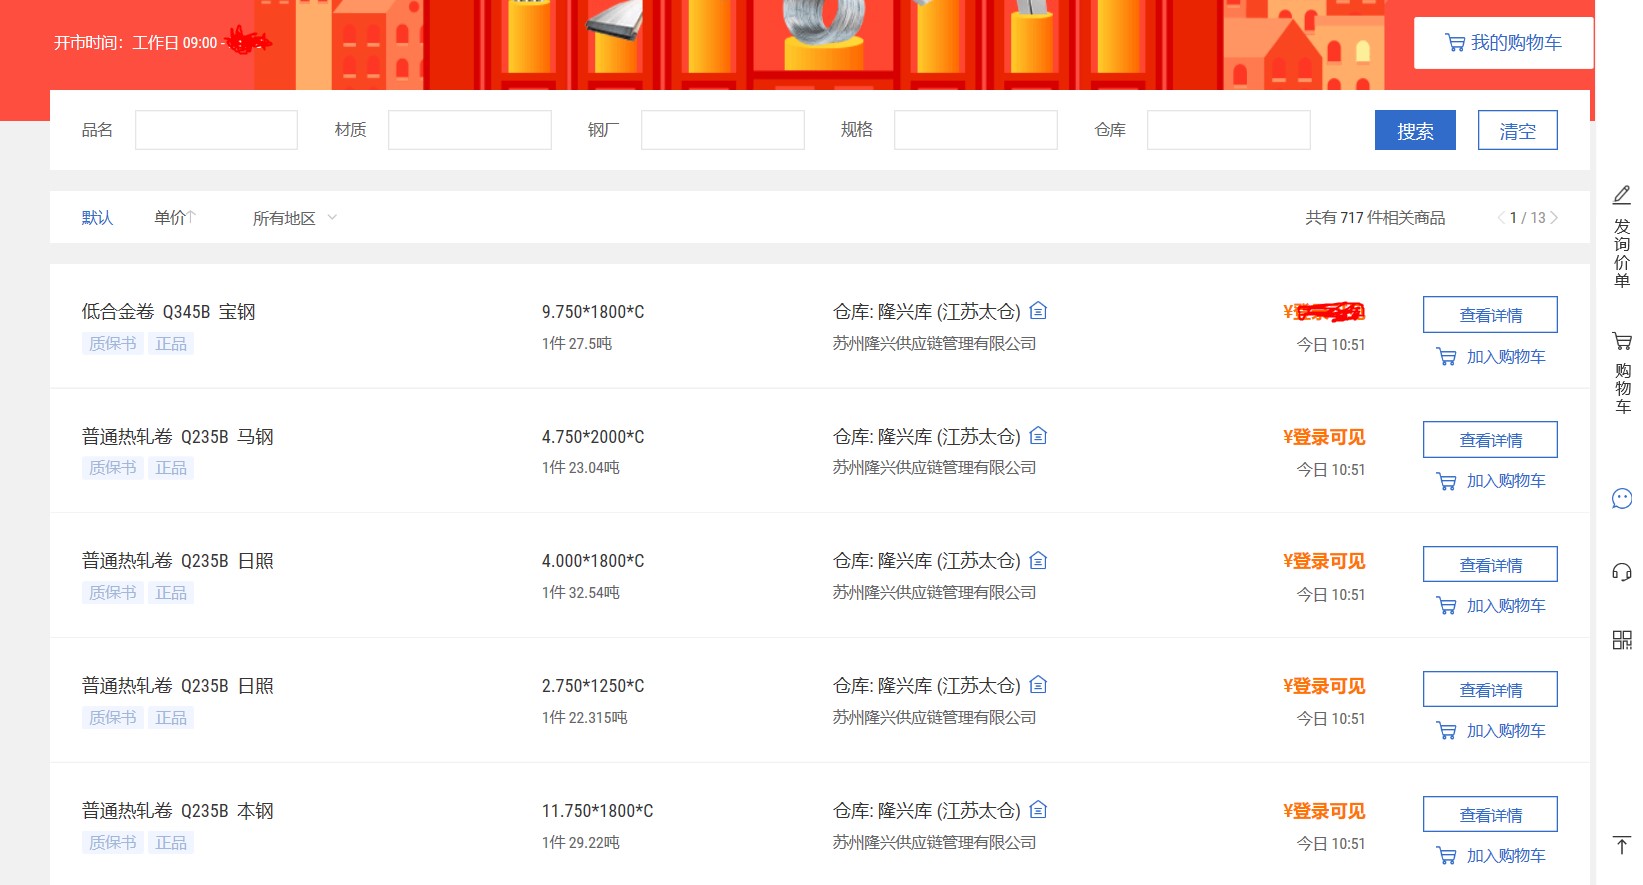 开市时间：工作日 09:00 -
我的购物车
品名 材质 钢厂 规格 仓库 搜索 清空
默认 单价↑ 所有地区 共有 717 件相关商品 1 / 13
低合金卷 Q345B 宝钢 9.750*1800*C 仓库: 隆兴库 (江苏太仓) ¥
质保书 正品 1件 27.5吨 苏州隆兴供应链管理有限公司 今日 10:51
查看详情
加入购物车
普通热轧卷 Q235B 马钢 4.750*2000*C 仓库: 隆兴库 (江苏太仓) ¥登录可见
质保书 正品 1件 23.04吨 苏州隆兴供应链管理有限公司 今日 10:51
查看详情
加入购物车
普通热轧卷 Q235B 日照 4.000*1800*C 仓库: 隆兴库 (江苏太仓) ¥登录可见
质保书 正品 1件 32.54吨 苏州隆兴供应链管理有限公司 今日 10:51
查看详情
加入购物车
普通热轧卷 Q235B 日照 2.750*1250*C 仓库: 隆兴库 (江苏太仓) ¥登录可见
质保书 正品 1件 22.315吨 苏州隆兴供应链管理有限公司 今日 10:51
查看详情
加入购物车
普通热轧卷 Q235B 本钢 11.750*1800*C 仓库: 隆兴库 (江苏太仓) ¥登录可见
质保书 正品 1件 29.22吨 苏州隆兴供应链管理有限公司 今日 10:51
查看详情
加入购物车
发询价单
购物车